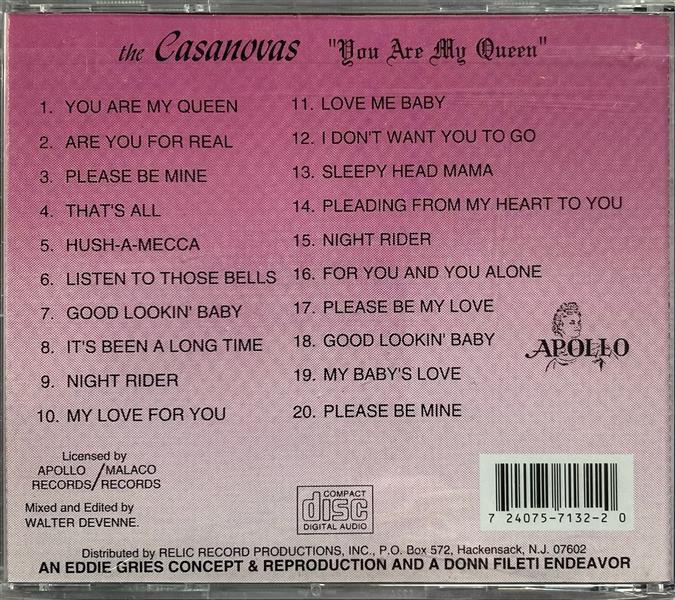 the Casanovas "You Are My Queen"
1. YOU ARE MY QUEEN
2. ARE YOU FOR REAL
3. PLEASE BE MINE
4. THAT'S ALL
5. HUSH-A-MECCA
6. LISTEN TO THOSE BELLS
7. GOOD LOOKIN' BABY
8. IT'S BEEN A LONG TIME
9. NIGHT RIDER
10. MY LOVE FOR YOU
11. LOVE ME BABY
12. I DON'T WANT YOU TO GO
13. SLEEPY HEAD MAMA
14. PLEADING FROM MY HEART TO YOU
15. NIGHT RIDER
16. FOR YOU AND YOU ALONE
17. PLEASE BE MY LOVE
18. GOOD LOOKIN' BABY
19. MY BABY'S LOVE
20. PLEASE BE MINE
APOLLO
Licensed by
APOLLO / MALACO
RECORDS / RECORDS
Mixed and Edited by
WALTER DEVENNE.
COMPACT
disc
DIGITAL AUDIO
7 24075-7132-2 0
Distributed by RELIC RECORD PRODUCTIONS, INC., P.O. Box 572, Hackensack, N.J. 07602
AN EDDIE GRIES CONCEPT & REPRODUCTION AND A DONN FILETI ENDEAVOR